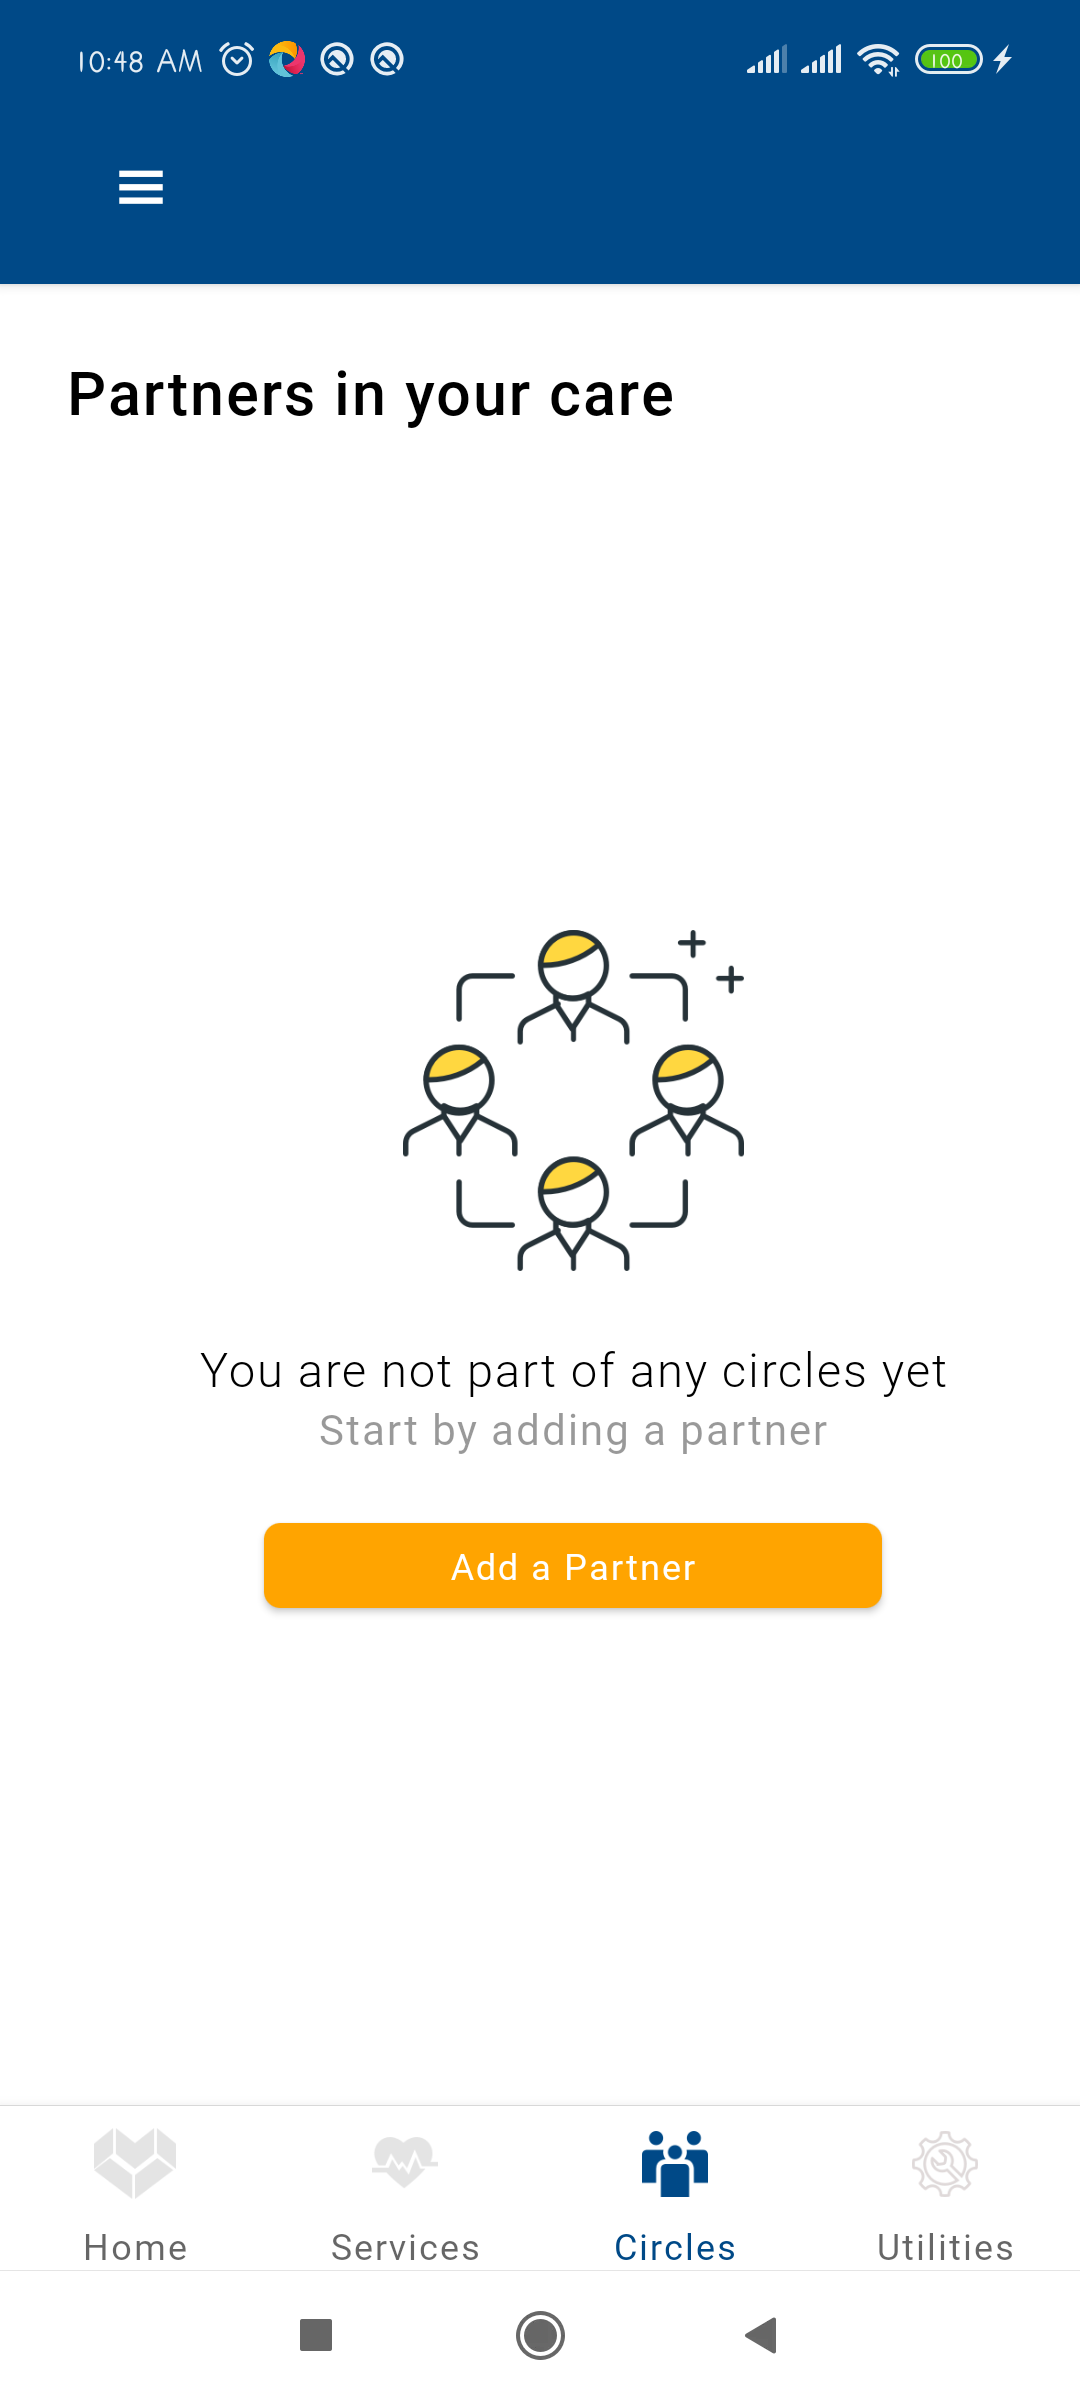 10:48 AM
100
Partners in your care
You are not part of any circles yet
Start by adding a partner
Add a Partner
Home
Services
Circles
Utilities